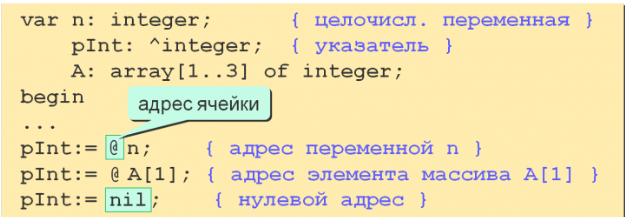 var n: integer; { целочисл. переменная }
pInt: ^integer; { указатель }
A: array[1..3] of integer;
begin
адрес ячейки
...
pInt:= @ n; { адрес переменной n }
pInt:= @ A[1]; { адрес элемента массива A[1] }
pInt:= nil; { нулевой адрес }